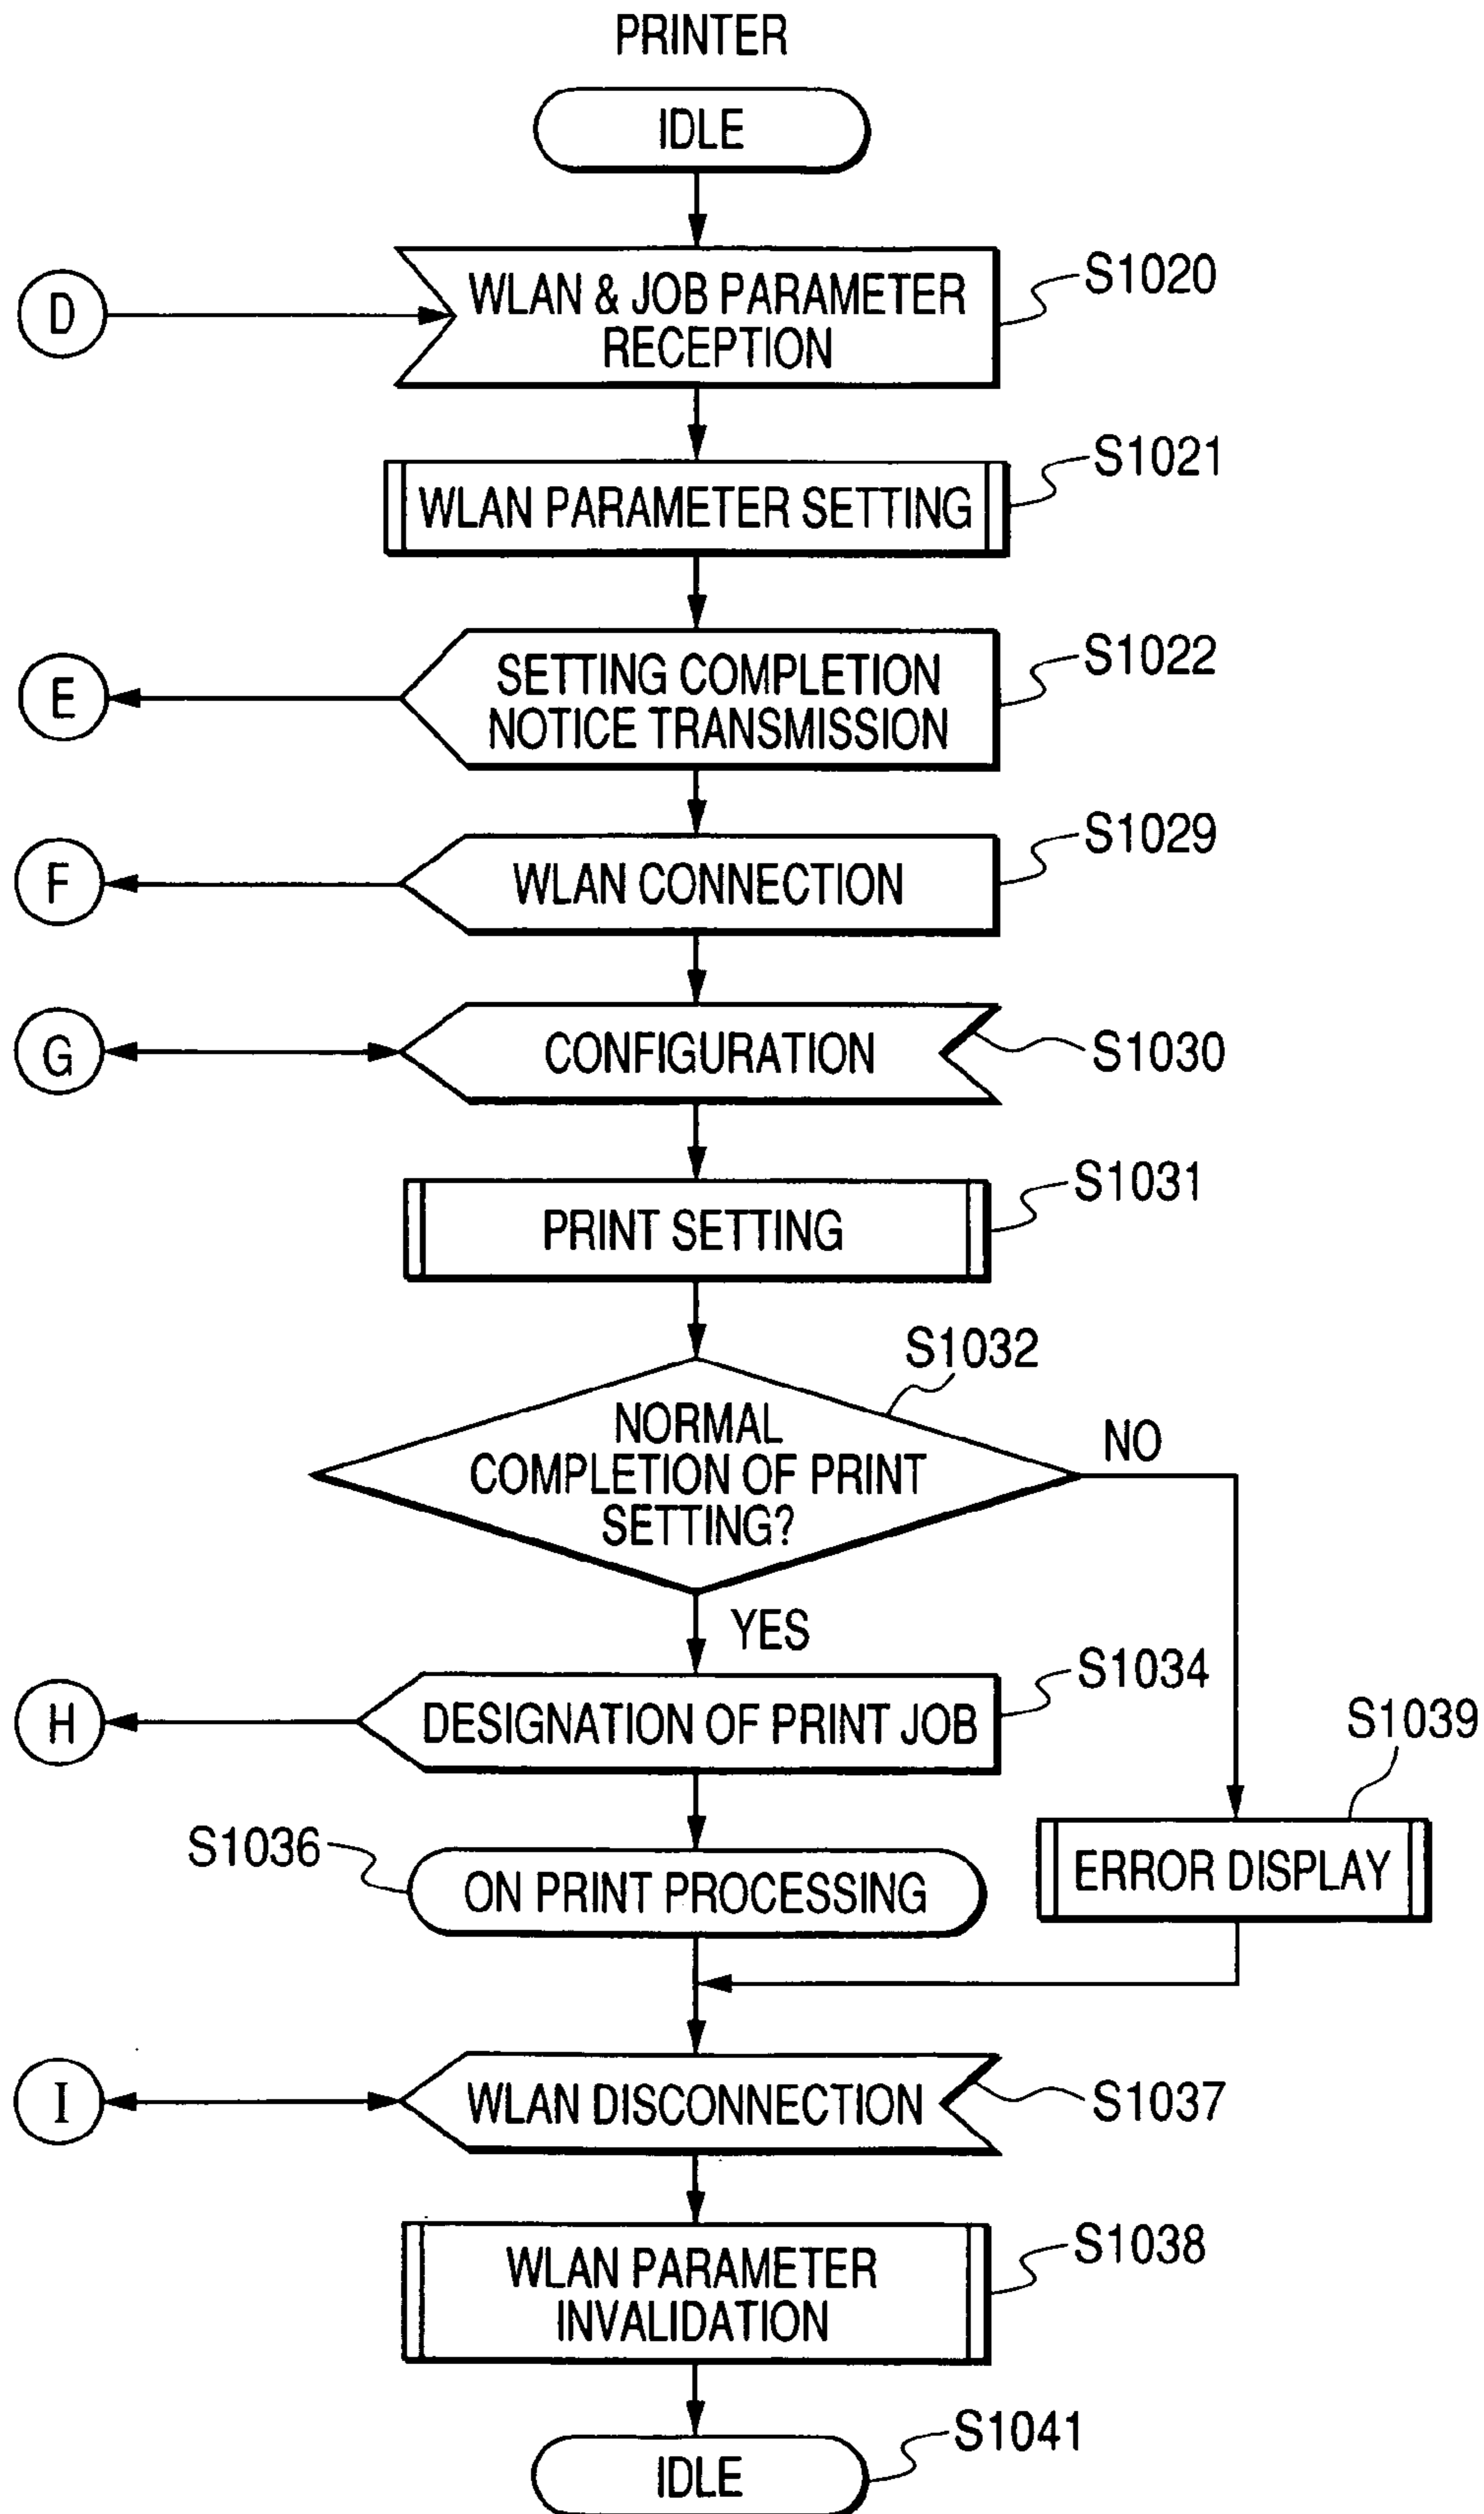 PRINTER
IDLE
D
WLAN & JOB PARAMETER
RECEPTION
S1020
WLAN PARAMETER SETTING
S1021
E
SETTING COMPLETION
NOTICE TRANSMISSION
S1022
F
WLAN CONNECTION
S1029
G
CONFIGURATION
S1030
PRINT SETTING
S1031
S1032
NORMAL
COMPLETION OF PRINT
SETTING?
NO
YES
H
DESIGNATION OF PRINT JOB
S1034
S1039
S1036
ON PRINT PROCESSING
ERROR DISPLAY
I
WLAN DISCONNECTION
S1037
WLAN PARAMETER
INVALIDATION
S1038
IDLE
S1041